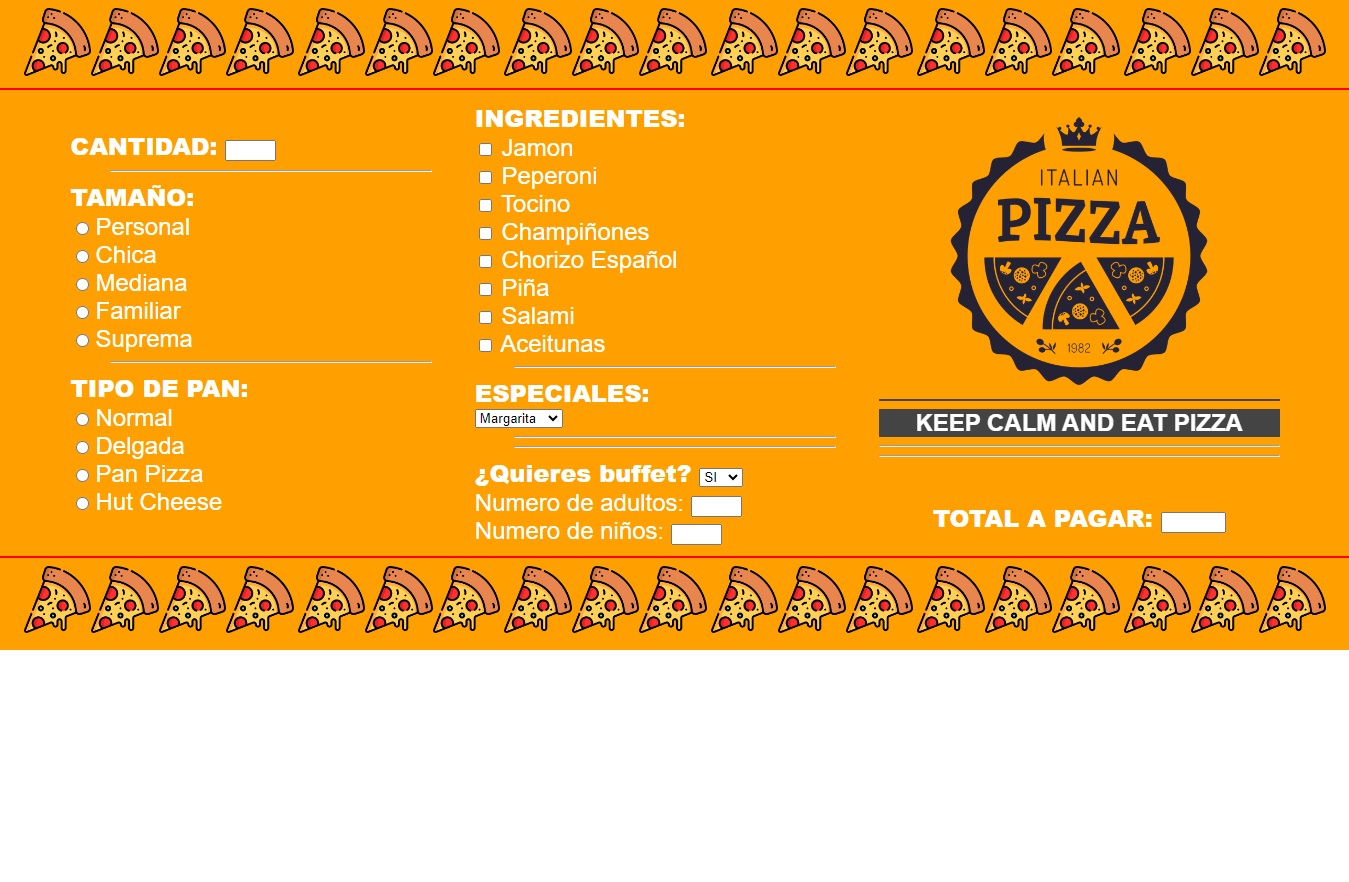 CANTIDAD:
TAMAÑO:
Personal
Chica
Mediana
Familiar
Suprema
TIPO DE PAN:
Normal
Delgada
Pan Pizza
Hut Cheese
INGREDIENTES:
Jamon
Peperoni
Tocino
Champiñones
Chorizo Español
Piña
Salami
Aceitunas
ESPECIALES:
Margarita
¿Quieres buffet? SI
Numero de adultos:
Numero de niños:
ITALIAN
PIZZA
1982
KEEP CALM AND EAT PIZZA
TOTAL A PAGAR: